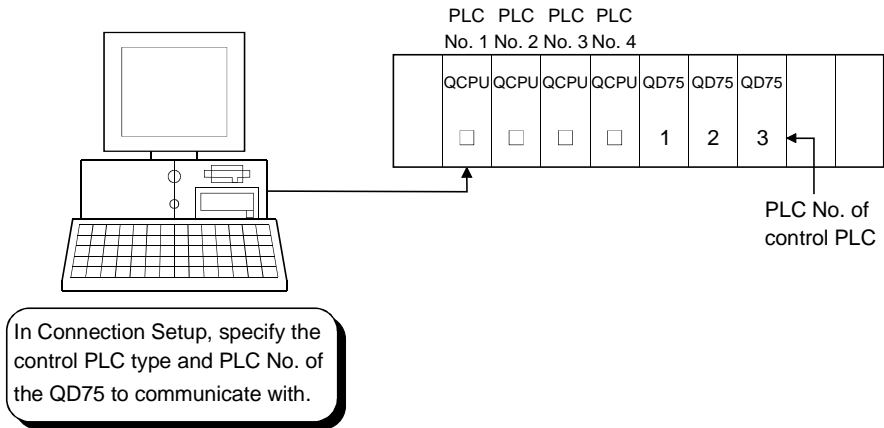 PLC PLC PLC PLC
No. 1 No. 2 No. 3 No. 4
QCPU QCPU QCPU QCPU QD75 QD75 QD75
1 2 3
PLC No. of
control PLC
In Connection Setup, specify the
control PLC type and PLC No. of
the QD75 to communicate with.